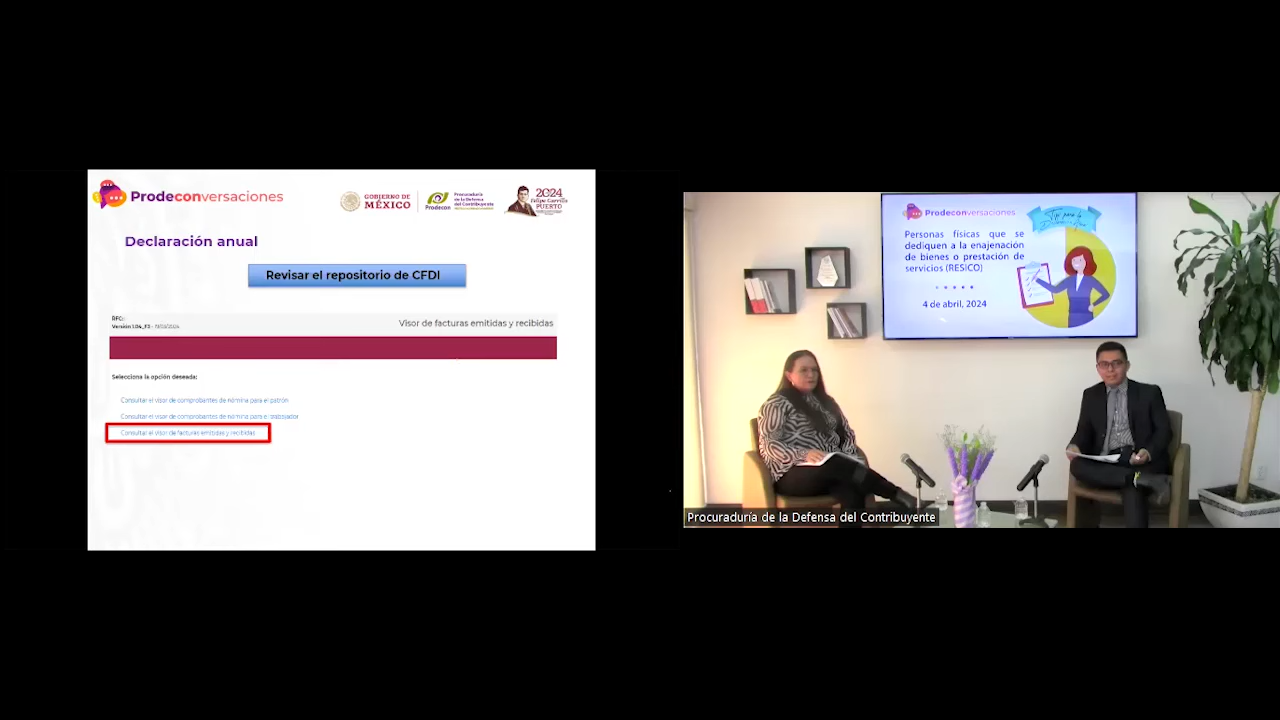 Prodeconversaciones
GOBIERNO DE
MÉXICO
Prodecon
Procuraduría
de la Defensa
del Contribuyente
2024
Felipe Carrillo
PUERTO
Declaración anual
Revisar el repositorio de CFDI
RFC:
Visor de facturas emitidas y recibidas
Selecciona la opción deseada:
Consultar el visor de comprobantes de nómina para el patrón
Consultar el visor de comprobantes de nómina para el trabajador
Consultar el visor de facturas emitidas y recibidas
Prodeconversaciones
Tips para la
Personas físicas que se
dediquen a la enajenación
de bienes o prestación de
servicios (RESICO)
4 de abril, 2024
Procuraduría de la Defensa del Contribuyente